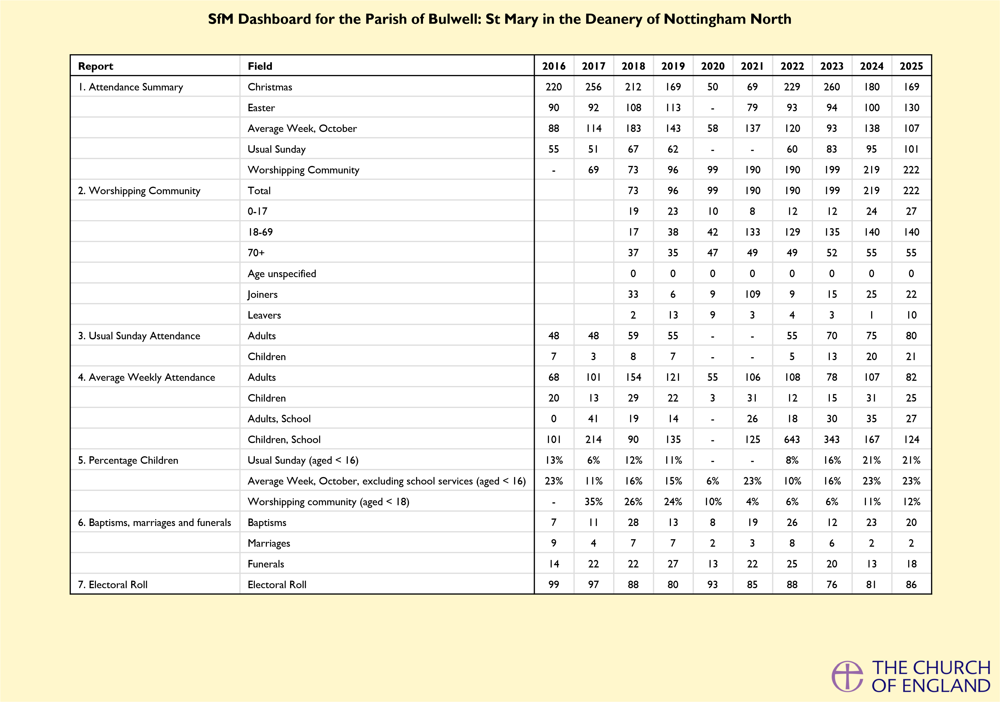 SfM Dashboard for the Parish of Bulwell: St Mary in the Deanery of Nottingham North
Report Field 2016 2017 2018 2019 2020 2021 2022 2023 2024 2025
1. Attendance Summary Christmas 220 256 212 169 50 69 229 260 180 169
Easter 90 92 108 113 - 79 93 94 100 130
Average Week, October 88 114 183 143 58 137 120 93 138 107
Usual Sunday 55 51 67 62 - - 60 83 95 101
Worshipping Community - 69 73 96 99 190 190 199 219 222
2. Worshipping Community Total 73 96 99 190 190 199 219 222
0-17 19 23 10 8 12 12 24 27
18-69 17 38 42 133 129 135 140 140
70+ 37 35 47 49 49 52 55 55
Age unspecified 0 0 0 0 0 0 0 0
Joiners 33 6 9 109 9 15 25 22
Leavers 2 13 9 3 4 3 1 10
3. Usual Sunday Attendance Adults 48 48 59 55 - - 55 70 75 80
Children 7 3 8 7 - - 5 13 20 21
4. Average Weekly Attendance Adults 68 101 154 121 55 106 108 78 107 82
Children 20 13 29 22 3 31 12 15 31 25
Adults, School 0 41 19 14 - 26 18 30 35 27
Children, School 101 214 90 135 - 125 643 343 167 124
5. Percentage Children Usual Sunday (aged < 16) 13% 6% 12% 11% - - 8% 16% 21% 21%
Average Week, October, excluding school services (aged < 16) 23% 11% 16% 15% 6% 23% 10% 16% 23% 23%
Worshipping community (aged < 18) - 35% 26% 24% 10% 4% 6% 6% 11% 12%
6. Baptisms, marriages and funerals Baptisms 7 11 28 13 8 19 26 12 23 20
Marriages 9 4 7 7 2 3 8 6 2 2
Funerals 14 22 22 27 13 22 25 20 13 18
7. Electoral Roll Electoral Roll 99 97 88 80 93 85 88 76 81 86
THE CHURCH
OF ENGLAND